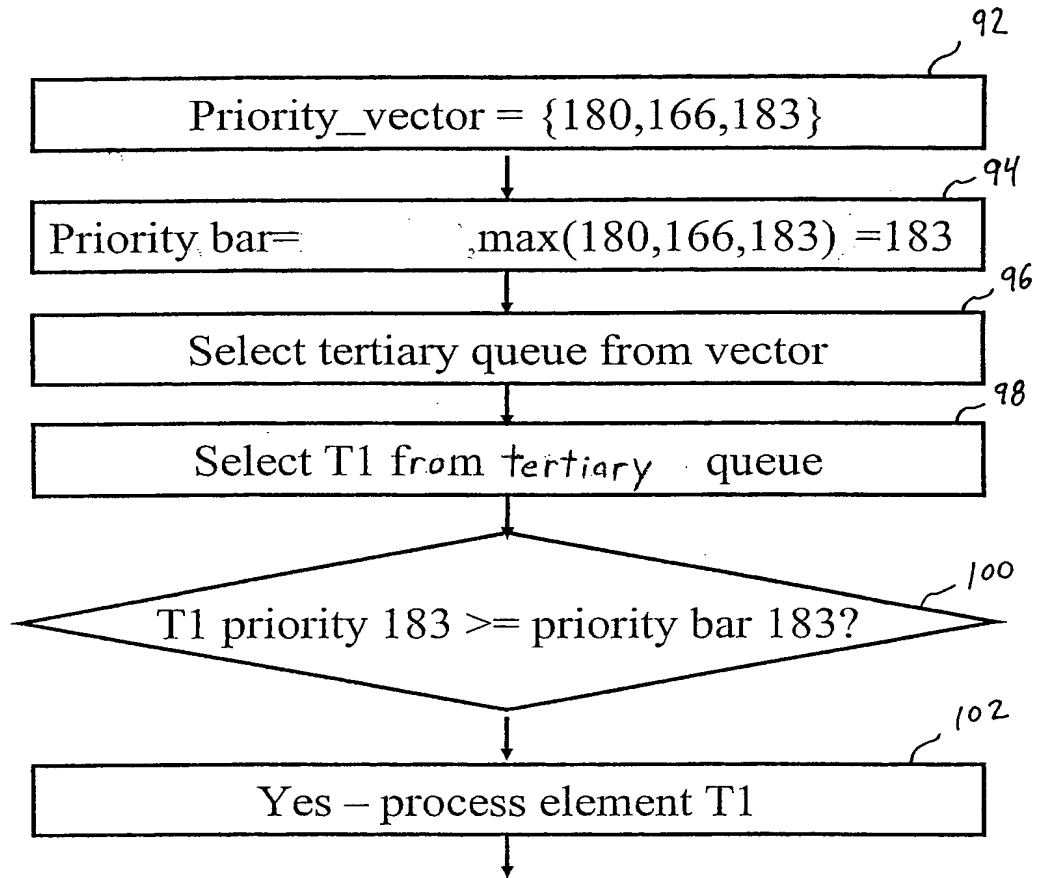 92
Priority_vector = {180,166,183}
94
Priority bar= ,max(180,166,183) =183
96
Select tertiary queue from vector
98
Select T1 from tertiary queue
100
T1 priority 183 >= priority bar 183?
102
Yes – process element T1